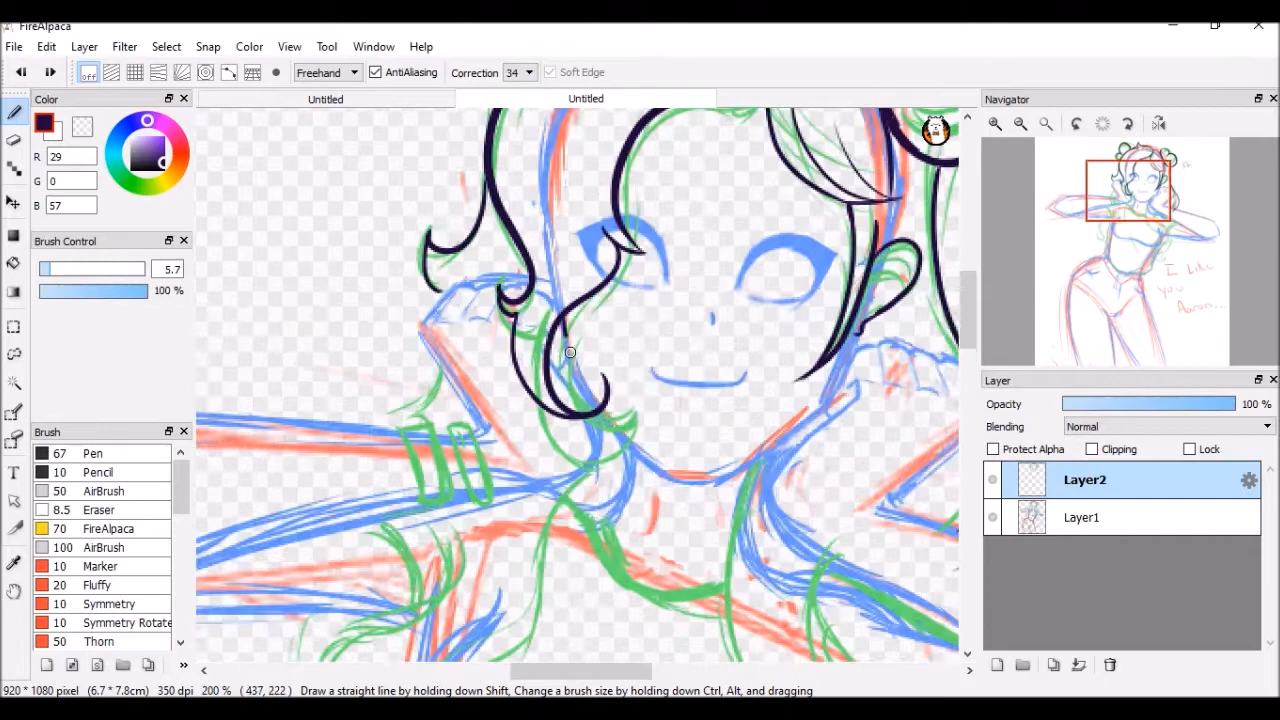 FireAlpaca
File Edit Layer Filter Select Snap Color View Tool Window Help
Off Freehand AntiAliasing Correction 34 Soft Edge
Color
R 29
G 0
B 57
Brush Control
5.7
100 %
Brush
67 Pen
10 Pencil
50 AirBrush
8.5 Eraser
70 FireAlpaca
100 AirBrush
10 Marker
20 Fluffy
10 Symmetry
10 Symmetry Rotate
50 Thorn
Untitled Untitled
Navigator
I Like
you
Aaron...
Layer
Opacity 100 %
Blending Normal
Protect Alpha Clipping Lock
Layer2
Layer1
920 * 1080 pixel (6.7 * 7.8cm) 350 dpi 200 % ( 437, 222 ) Draw a straight line by holding down Shift, Change a brush size by holding down Ctrl, Alt, and dragging